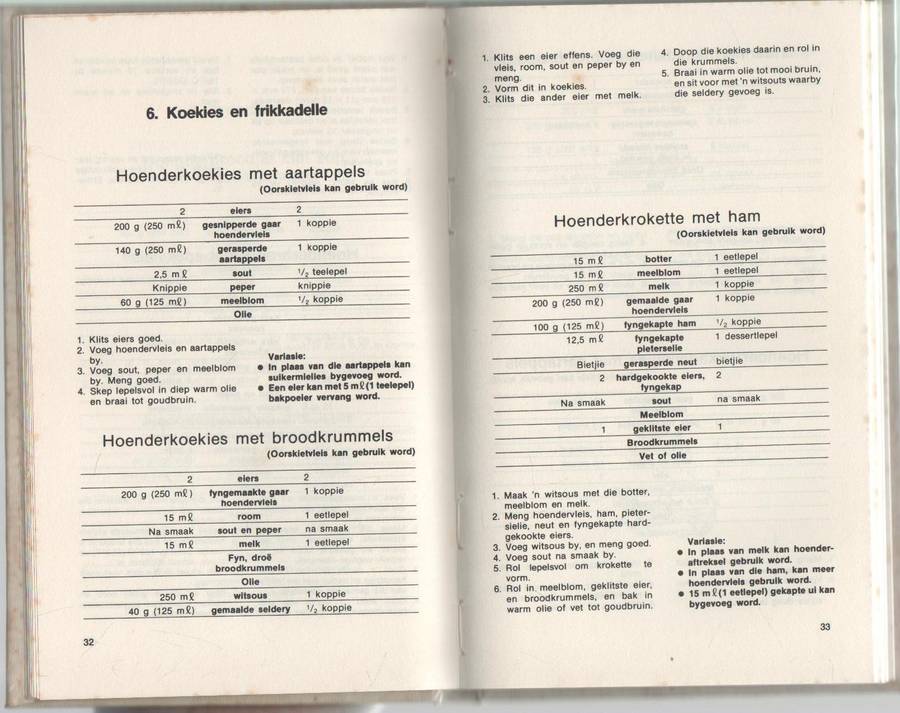 6. Koekies en frikkadelle
Hoenderkoekies met aartappels
(Oorskietvleis kan gebruik word)
2 eiers 2
200 g (250 mℓ) gesnipperde gaar 1 koppie
hoendervleis
140 g (250 mℓ) gerasperde 1 koppie
aartappels
2,5 mℓ sout 1/2 teelepel
Knippie peper knippie
60 g (125 mℓ) meelblom 1/2 koppie
Olie
1. Klits eiers goed.
2. Voeg hoendervleis en aartappels
by.
3. Voeg sout, peper en meelblom
by. Meng goed.
4. Skep lepelsvol in diep warm olie
en braai tot goudbruin.
Variasie:
● In plaas van die aartappels kan
suikermielies bygevoeg word.
● Een eier kan met 5 mℓ (1 teelepel)
bakpoeier vervang word.
Hoenderkoekies met broodkrummels
(Oorskietvleis kan gebruik word)
2 eiers 2
200 g (250 mℓ) fyngemaakte gaar 1 koppie
hoendervleis
15 mℓ room 1 eetlepel
Na smaak sout en peper na smaak
15 mℓ melk 1 eetlepel
Fyn, droë
broodkrummels
Olie
250 mℓ witsous 1 koppie
40 g (125 mℓ) gemaalde seldery 1/2 koppie
32
1. Klits een eier effens. Voeg die
vleis, room, sout en peper by en
meng.
2. Vorm dit in koekies.
3. Klits die ander eier met melk.
4. Doop die koekies daarin en rol in
die krummels.
5. Braai in warm olie tot mooi bruin,
en sit voor met 'n witsous waarby
die seldery gevoeg is.
Hoenderkrokette met ham
(Oorskietvleis kan gebruik word)
15 mℓ botter 1 eetlepel
15 mℓ meelblom 1 eetlepel
250 mℓ melk 1 koppie
200 g (250 mℓ) gemaalde gaar 1 koppie
hoendervleis
100 g (125 mℓ) fyngekapte ham 1/2 koppie
12,5 mℓ fyngekapte 1 dessertlepel
pieterselie
Bietjie gerasperde neut bietjie
2 hardgekookte eiers, 2
fyngekap
Na smaak sout na smaak
Meelblom
1 geklitste eier 1
Broodkrummels
Vet of olie
1. Maak 'n witsous met die botter,
meelblom en melk.
2. Meng hoendervleis, ham, pieter-
sielie, neut en fyngekapte hard-
gekookte eiers.
3. Voeg witsous by, en meng goed.
4. Voeg sout na smaak by.
5. Rol lepelsvol om krokette te
vorm.
6. Rol in meelblom, geklitste eier,
en broodkrummels, en bak in
warm olie of vet tot goudbruin.
Variasie:
● In plaas van melk kan hoender-
aftreksel gebruik word.
● In plaas van die ham, kan meer
hoendervleis gebruik word.
● 15 mℓ (1 eetlepel) gekapte ui kan
bygevoeg word.
33